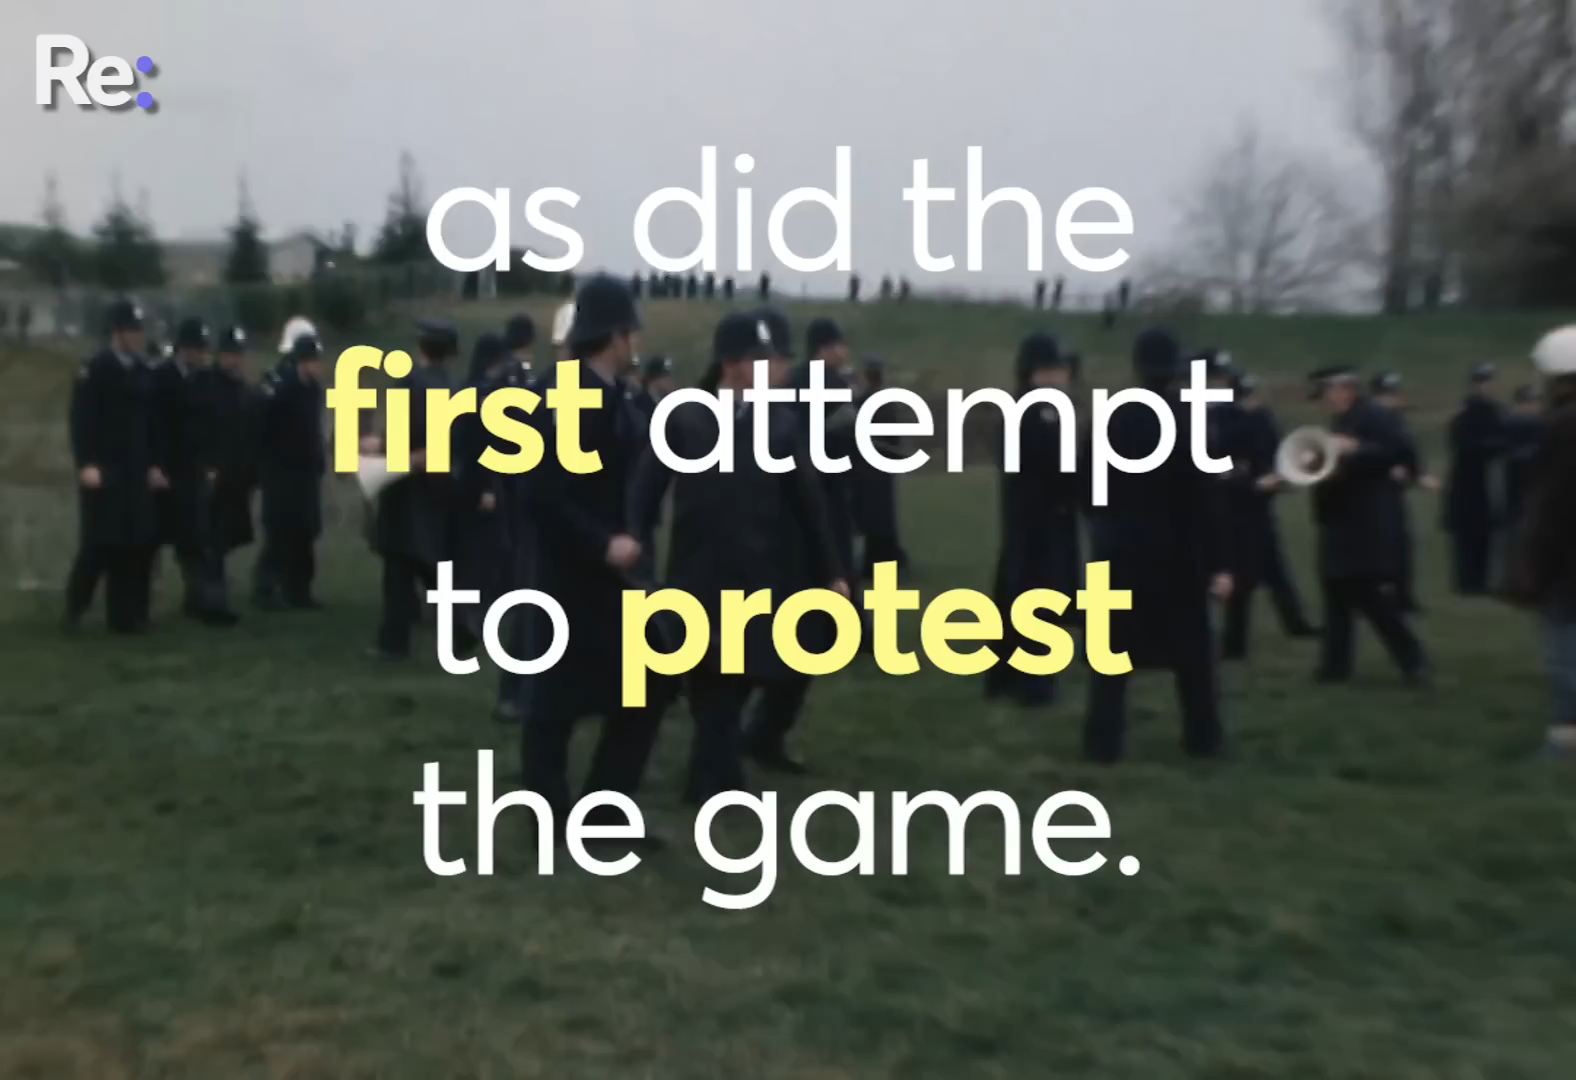 Re:
as did the
first attempt
to protest
the game.